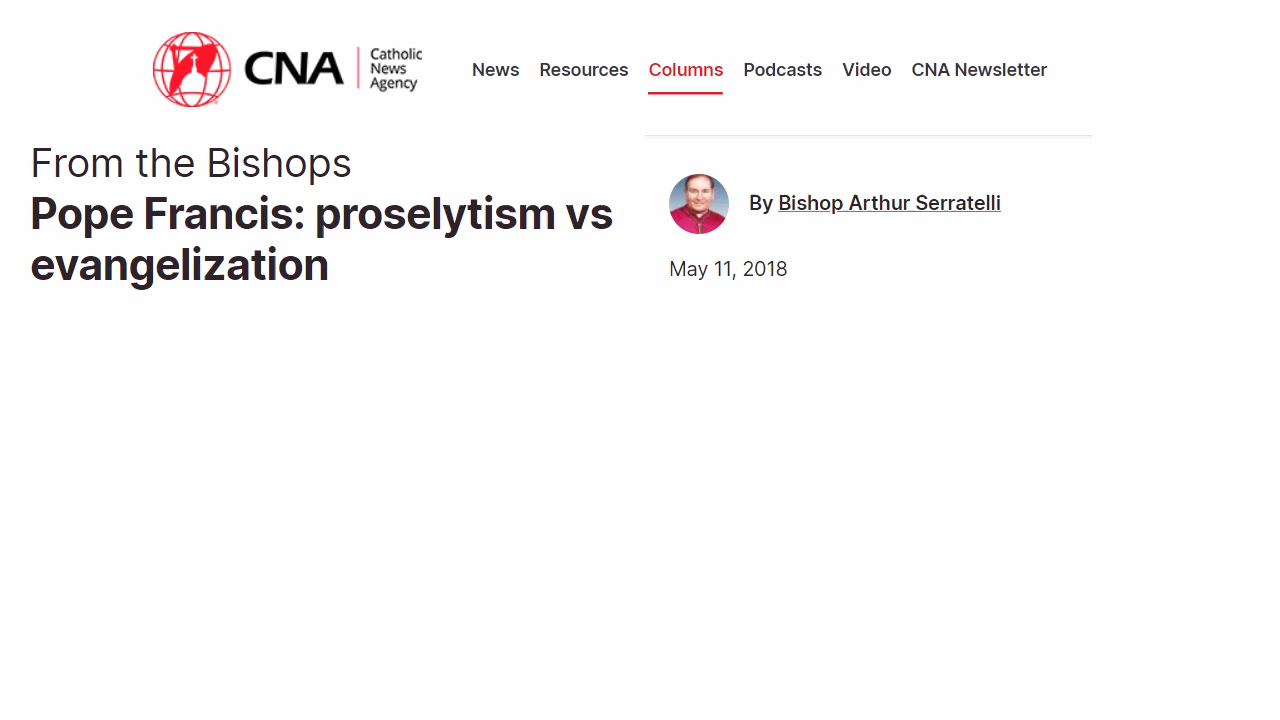 CNA
Catholic
News
Agency
News Resources Columns Podcasts Video CNA Newsletter
From the Bishops
Pope Francis: proselytism vs
evangelization
By Bishop Arthur Serratelli
May 11, 2018